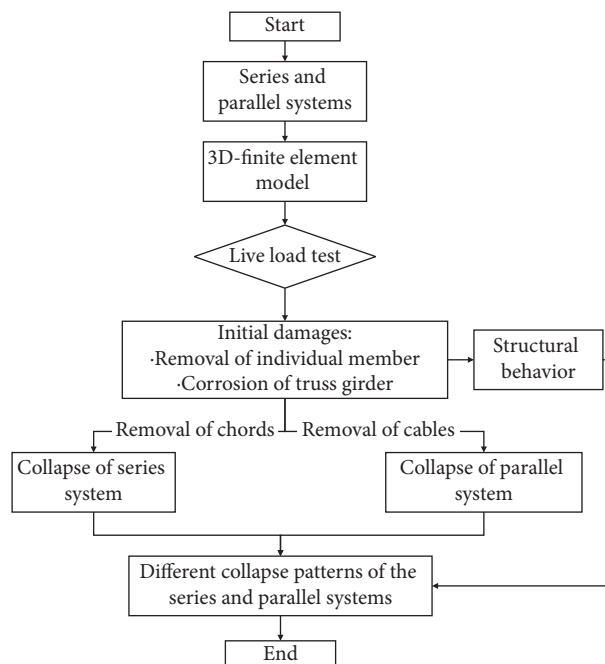 Start
Series and
parallel systems
3D-finite element
model
Live load test
Initial damages:
·Removal of individual member
·Corrosion of truss girder
Structural
behavior
Removal of chords
Removal of cables
Collapse of series
system
Collapse of parallel
system
Different collapse patterns of the
series and parallel systems
End